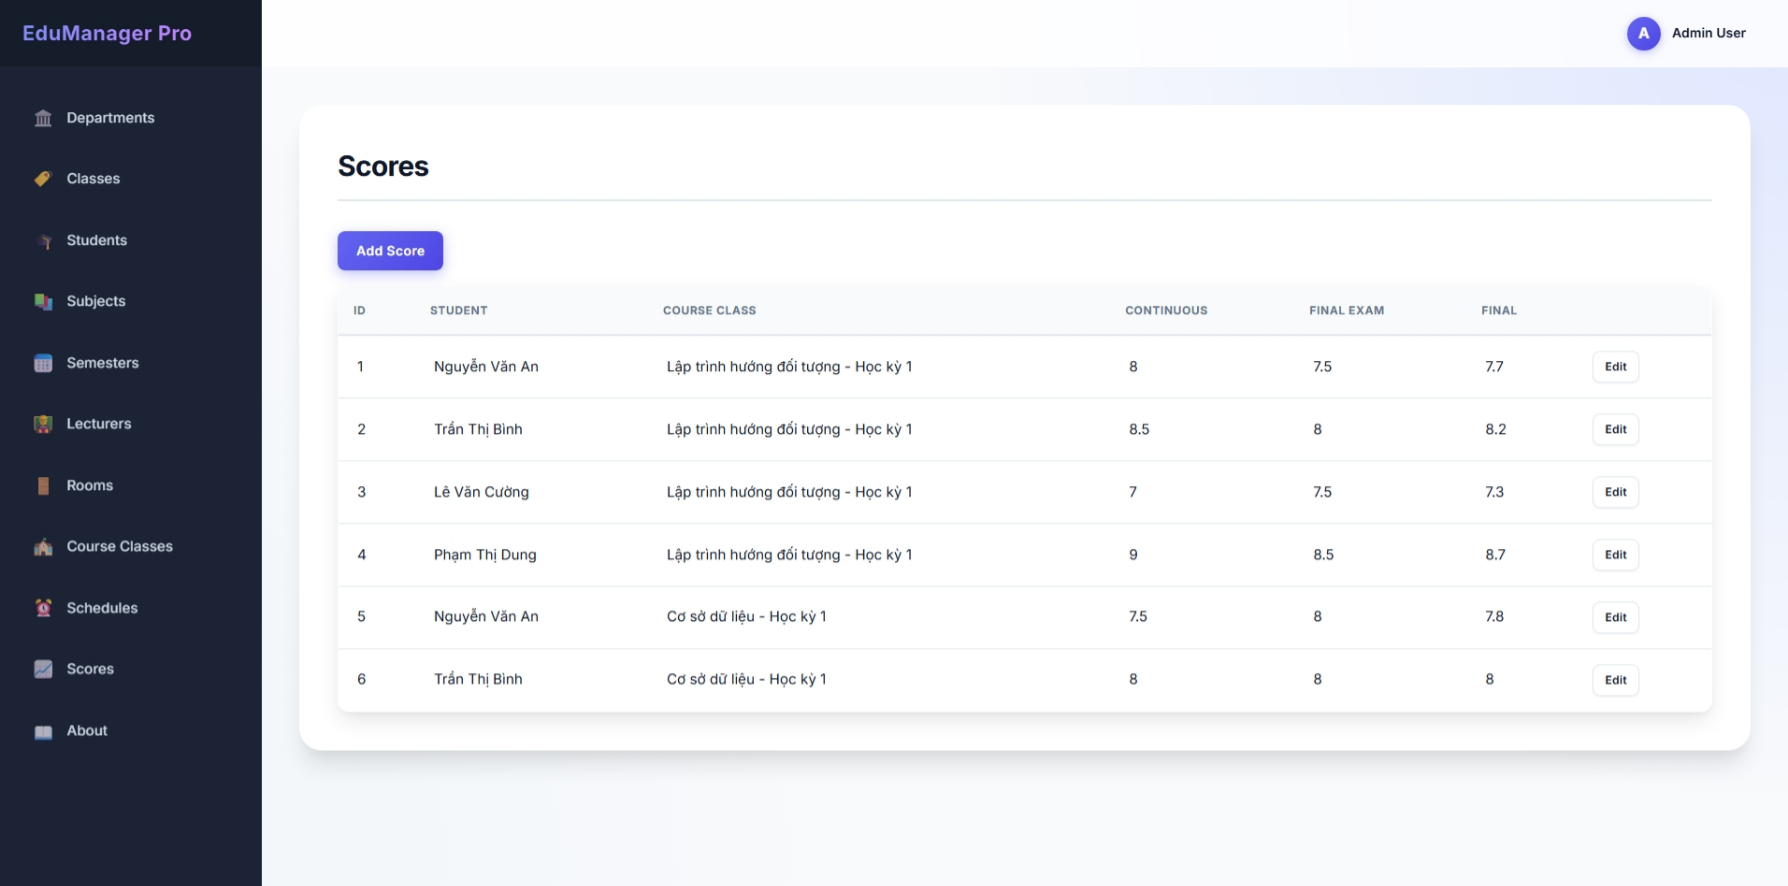 EduManager Pro
A Admin User
Departments
Classes
Students
Subjects
Semesters
Lecturers
Rooms
Course Classes
Schedules
Scores
About
Scores
Add Score
ID STUDENT COURSE CLASS CONTINUOUS FINAL EXAM FINAL
1 Nguyễn Văn An Lập trình hướng đối tượng - Học kỳ 1 8 7.5 7.7 Edit
2 Trần Thị Bình Lập trình hướng đối tượng - Học kỳ 1 8.5 8 8.2 Edit
3 Lê Văn Cường Lập trình hướng đối tượng - Học kỳ 1 7 7.5 7.3 Edit
4 Phạm Thị Dung Lập trình hướng đối tượng - Học kỳ 1 9 8.5 8.7 Edit
5 Nguyễn Văn An Cơ sở dữ liệu - Học kỳ 1 7.5 8 7.8 Edit
6 Trần Thị Bình Cơ sở dữ liệu - Học kỳ 1 8 8 8 Edit